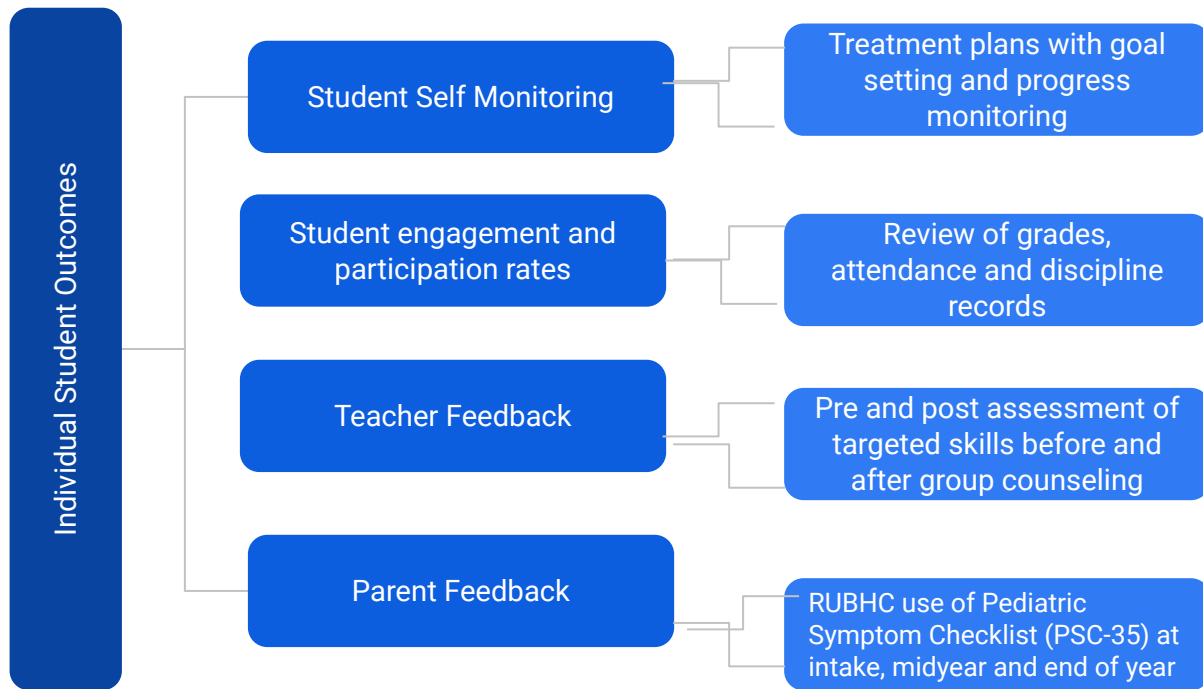 Individual Student Outcomes
Student Self Monitoring
Treatment plans with goal
setting and progress
monitoring
Student engagement and
participation rates
Review of grades,
attendance and discipline
records
Teacher Feedback
Pre and post assessment of
targeted skills before and
after group counseling
Parent Feedback
RUBHC use of Pediatric
Symptom Checklist (PSC-35) at
intake, midyear and end of year